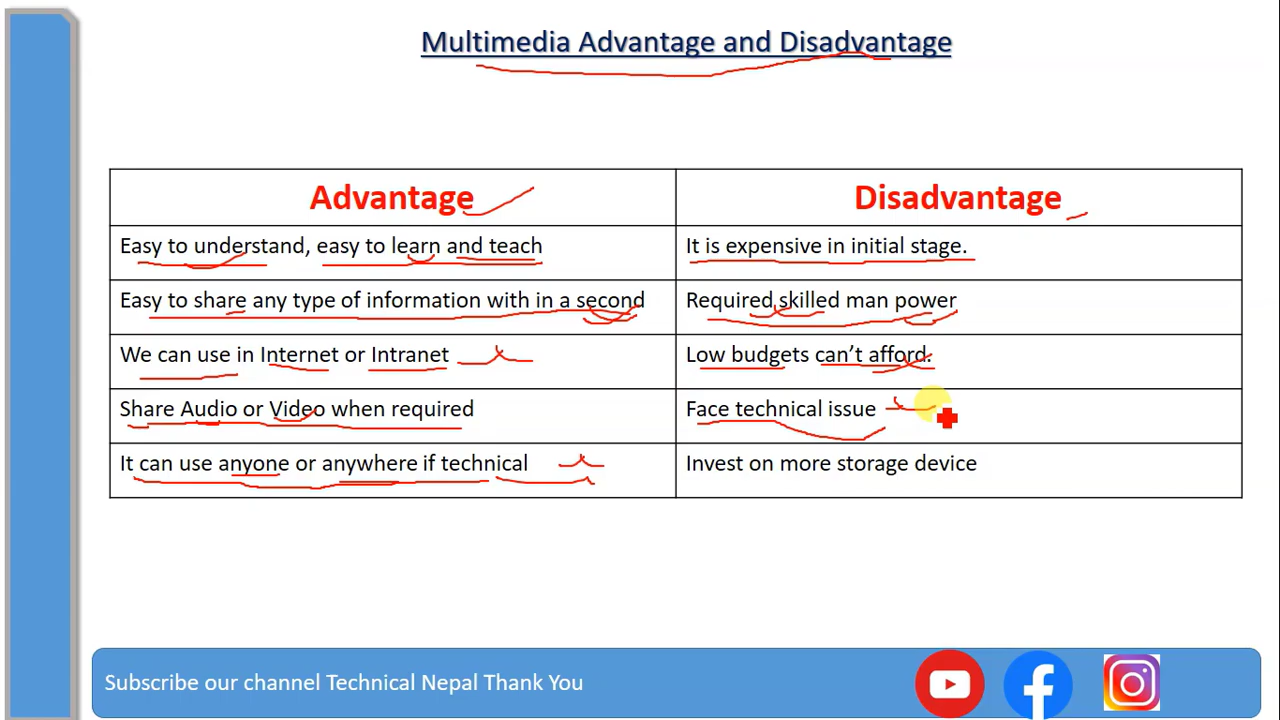 Multimedia Advantage and Disadvantage
Advantage
Disadvantage
Easy to understand, easy to learn and teach
It is expensive in initial stage.
Easy to share any type of information with in a second
Required skilled man power
We can use in Internet or Intranet
Low budgets can’t afford.
Share Audio or Video when required
Face technical issue
It can use anyone or anywhere if technical
Invest on more storage device
Subscribe our channel Technical Nepal Thank You